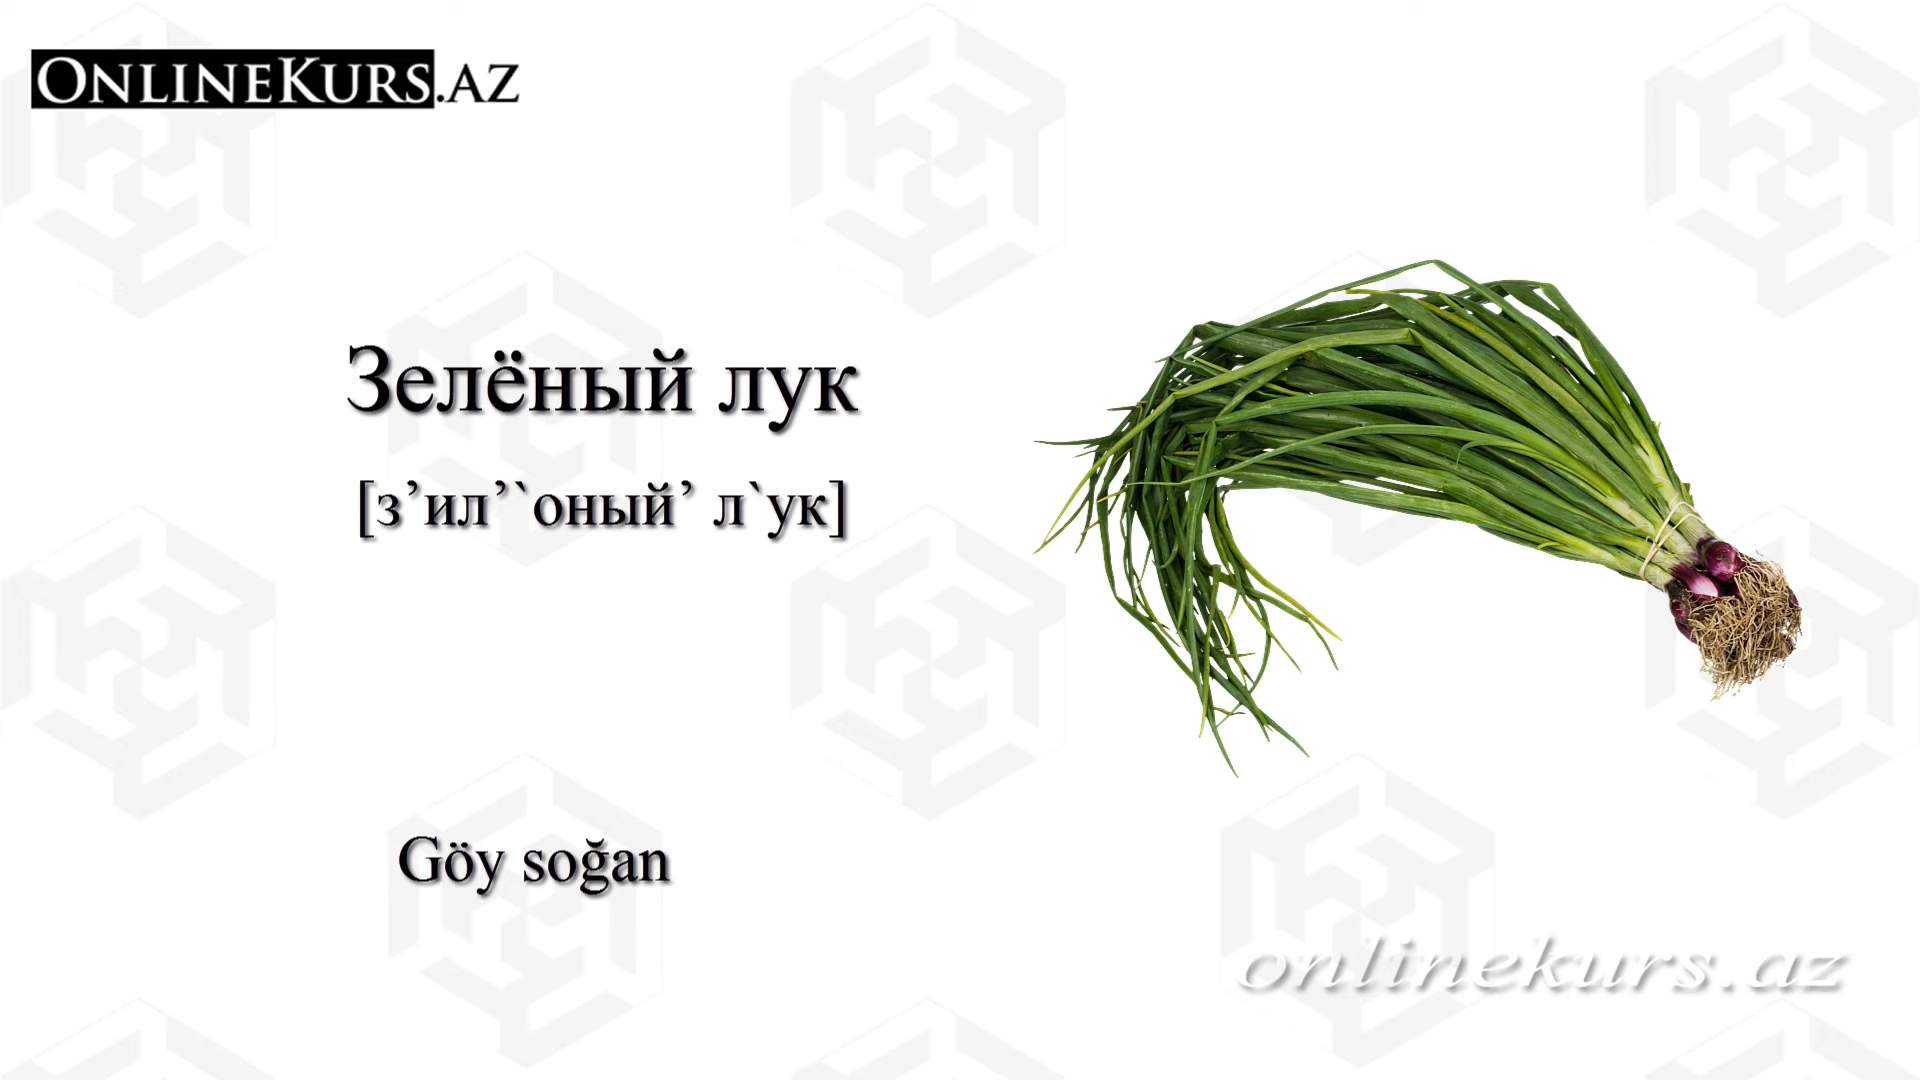 ONLINEKURS.AZ
Зелёный лук
[з’ил’`оный’ л`ук]
Göy soğan
onlinekurs.az